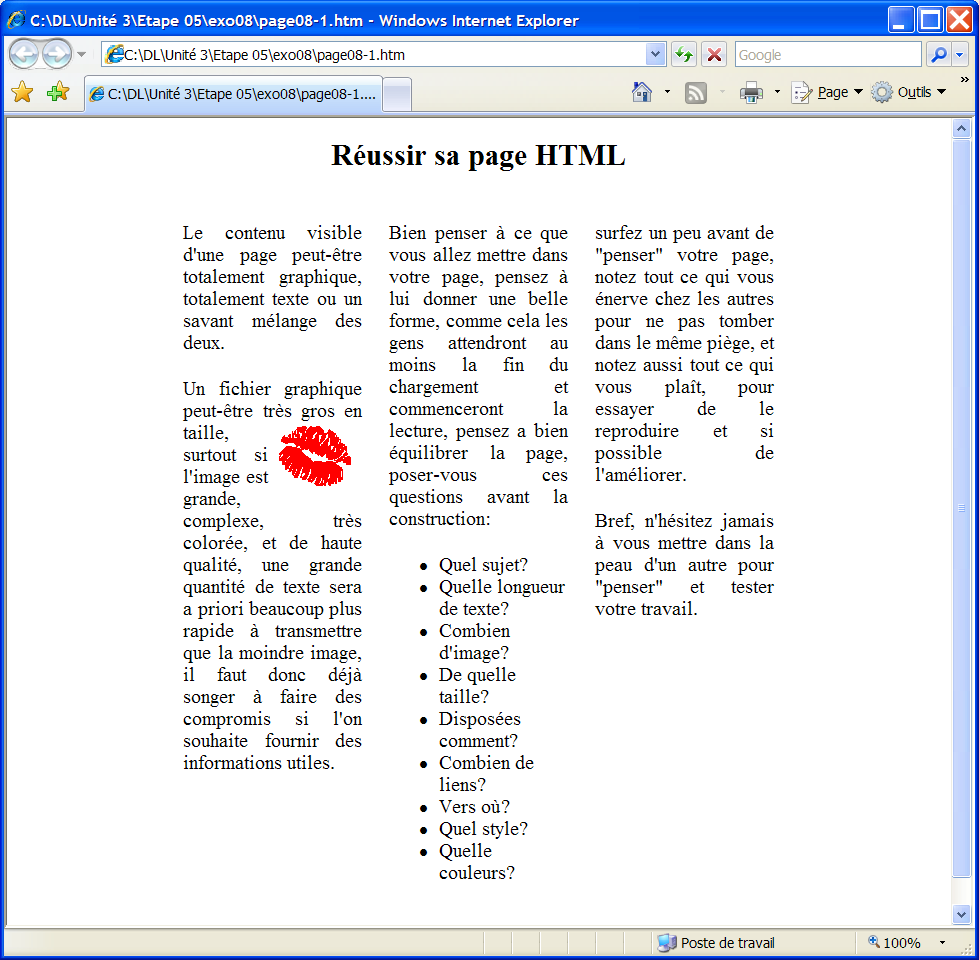 C:\DL\Unité 3\Etape 05\exo08\page08-1.htm - Windows Internet Explorer
C:\DL\Unité 3\Etape 05\exo08\page08-1.htm
Google
C:\DL\Unité 3\Etape 05\exo08\page08-1....
Page
Outils
»
Réussir sa page HTML
Le contenu visible
d'une page peut-être
totalement graphique,
totalement texte ou un
savant mélange des
deux.
Un fichier graphique
peut-être très gros en
taille,
surtout si
l'image est
grande,
complexe, très
colorée, et de haute
qualité, une grande
quantité de texte sera
a priori beaucoup plus
rapide à transmettre
que la moindre image,
il faut donc déjà
songer à faire des
compromis si l'on
souhaite fournir des
informations utiles.
Bien penser à ce que
vous allez mettre dans
votre page, pensez à
lui donner une belle
forme, comme cela les
gens attendront au
moins la fin du
chargement et
commenceront la
lecture, pensez a bien
équilibrer la page,
poser-vous ces
questions avant la
construction:
• Quel sujet?
• Quelle longueur
de texte?
• Combien
d'image?
• De quelle
taille?
• Disposées
comment?
• Combien de
liens?
• Vers où?
• Quel style?
• Quelle
couleurs?
surfez un peu avant de
"penser" votre page,
notez tout ce qui vous
énerve chez les autres
pour ne pas tomber
dans le même piège, et
notez aussi tout ce qui
vous plaît, pour
essayer de le
reproduire et si
possible de
l'améliorer.
Bref, n'hésitez jamais
à vous mettre dans la
peau d'un autre pour
"penser" et tester
votre travail.
Poste de travail
100%